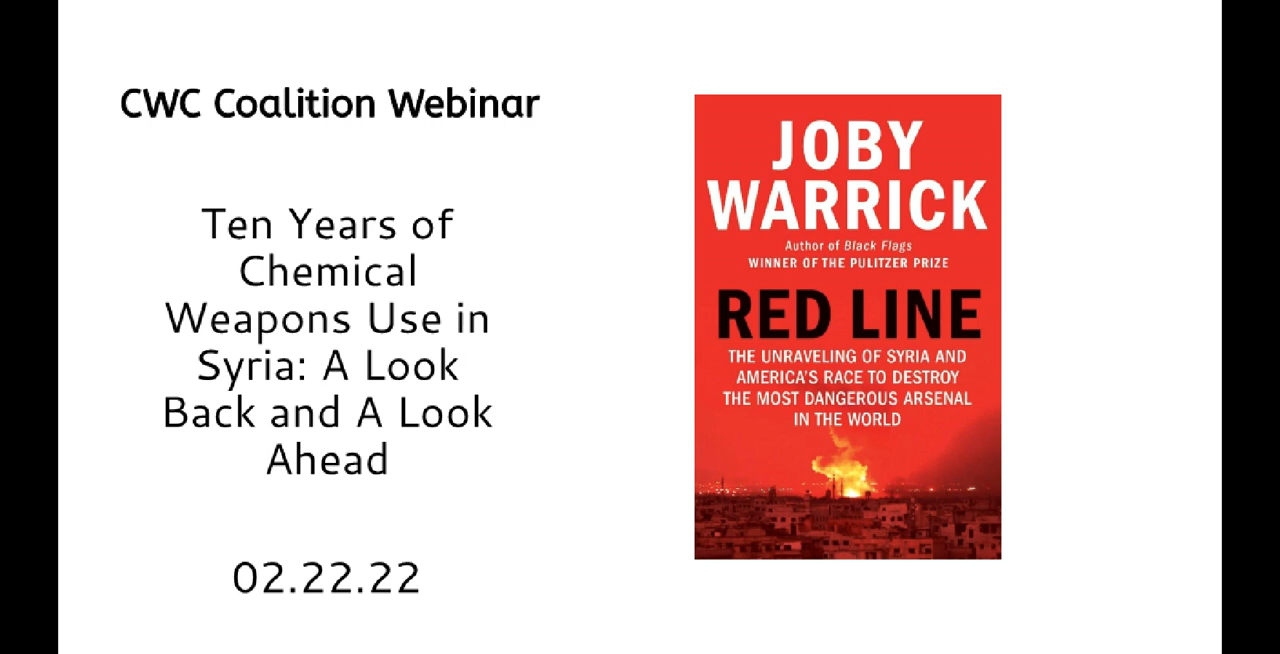 CWC Coalition Webinar
Ten Years of
Chemical
Weapons Use in
Syria: A Look
Back and A Look
Ahead
02.22.22
JOBY
WARRICK
Author of Black Flags
WINNER OF THE PULITZER PRIZE
RED LINE
THE UNRAVELING OF SYRIA AND
AMERICA'S RACE TO DESTROY
THE MOST DANGEROUS ARSENAL
IN THE WORLD